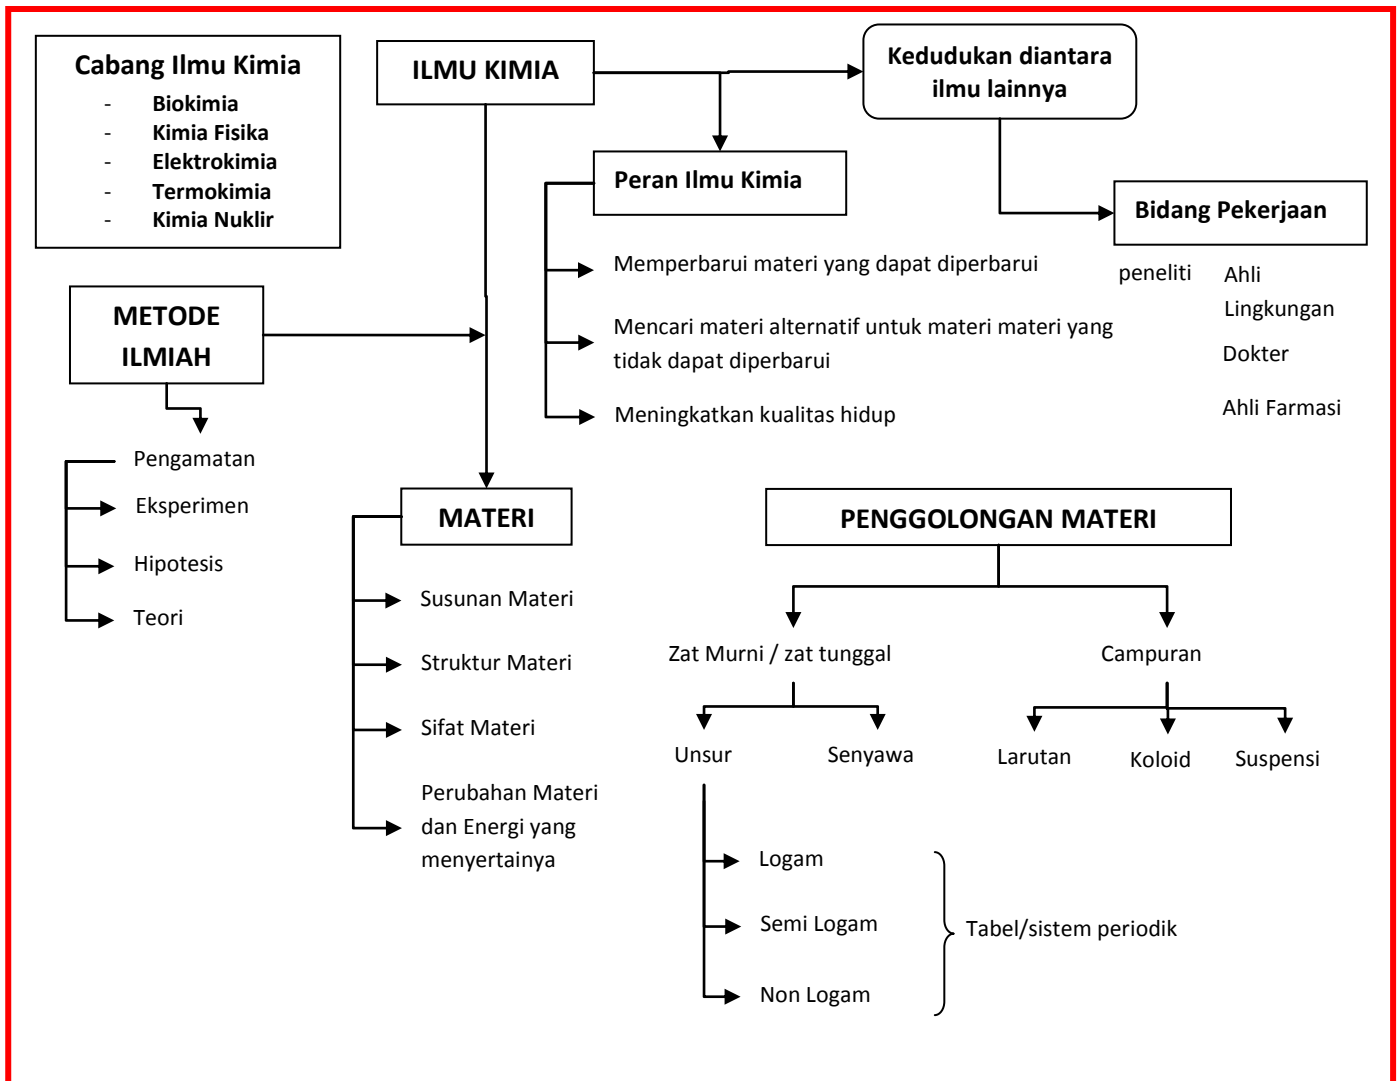 Cabang Ilmu Kimia
- Biokimia
- Kimia Fisika
- Elektrokimia
- Termokimia
- Kimia Nuklir
ILMU KIMIA
Kedudukan diantara
ilmu lainnya
Peran Ilmu Kimia
Memperbarui materi yang dapat diperbarui
Mencari materi alternatif untuk materi materi yang
tidak dapat diperbarui
Meningkatkan kualitas hidup
Bidang Pekerjaan
peneliti
Ahli
Lingkungan
Dokter
Ahli Farmasi
METODE
ILMIAH
Pengamatan
Eksperimen
Hipotesis
Teori
MATERI
Susunan Materi
Struktur Materi
Sifat Materi
Perubahan Materi
dan Energi yang
menyertainya
PENGGOLONGAN MATERI
Zat Murni / zat tunggal
Campuran
Unsur
Senyawa
Larutan
Koloid
Suspensi
Logam
Semi Logam
Non Logam
Tabel/sistem periodik